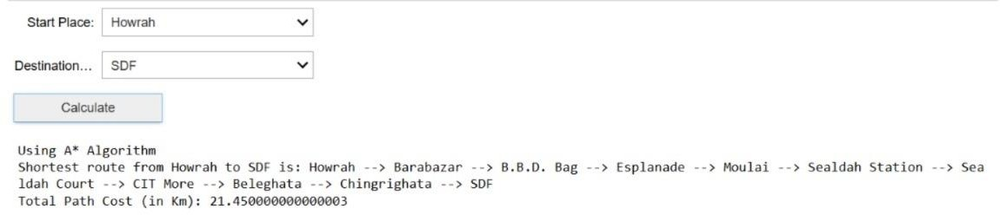 Start Place: Howrah
Destination... SDF
Calculate
Using A* Algorithm
Shortest route from Howrah to SDF is: Howrah --> Barabazar --> B.B.D. Bag --> Esplanade --> Moulai --> Sealdah Station --> Sea
ldah Court --> CIT More --> Beleghata --> Chingrighata --> SDF
Total Path Cost (in Km): 21.450000000000003